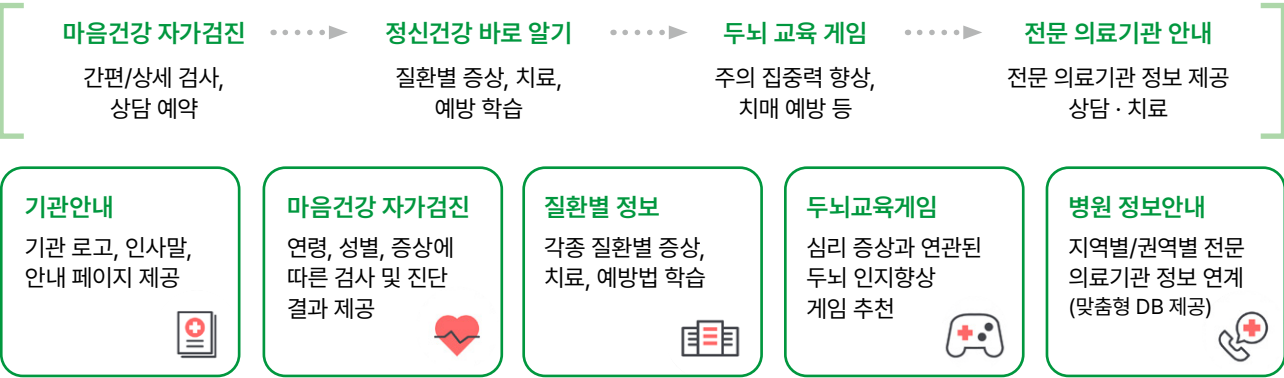 마음건강 자가검진
정신건강 바로 알기
두뇌 교육 게임
전문 의료기관 안내
간편/상세 검사,
상담 예약
질환별 증상, 치료,
예방 학습
주의 집중력 향상,
치매 예방 등
전문 의료기관 정보 제공
상담 · 치료
기관안내
기관 로고, 인사말,
안내 페이지 제공
마음건강 자가검진
연령, 성별, 증상에
따른 검사 및 진단
결과 제공
질환별 정보
각종 질환별 증상,
치료, 예방법 학습
두뇌교육게임
심리 증상과 연관된
두뇌 인지향상
게임 추천
병원 정보안내
지역별/권역별 전문
의료기관 정보 연계
(맞춤형 DB 제공)